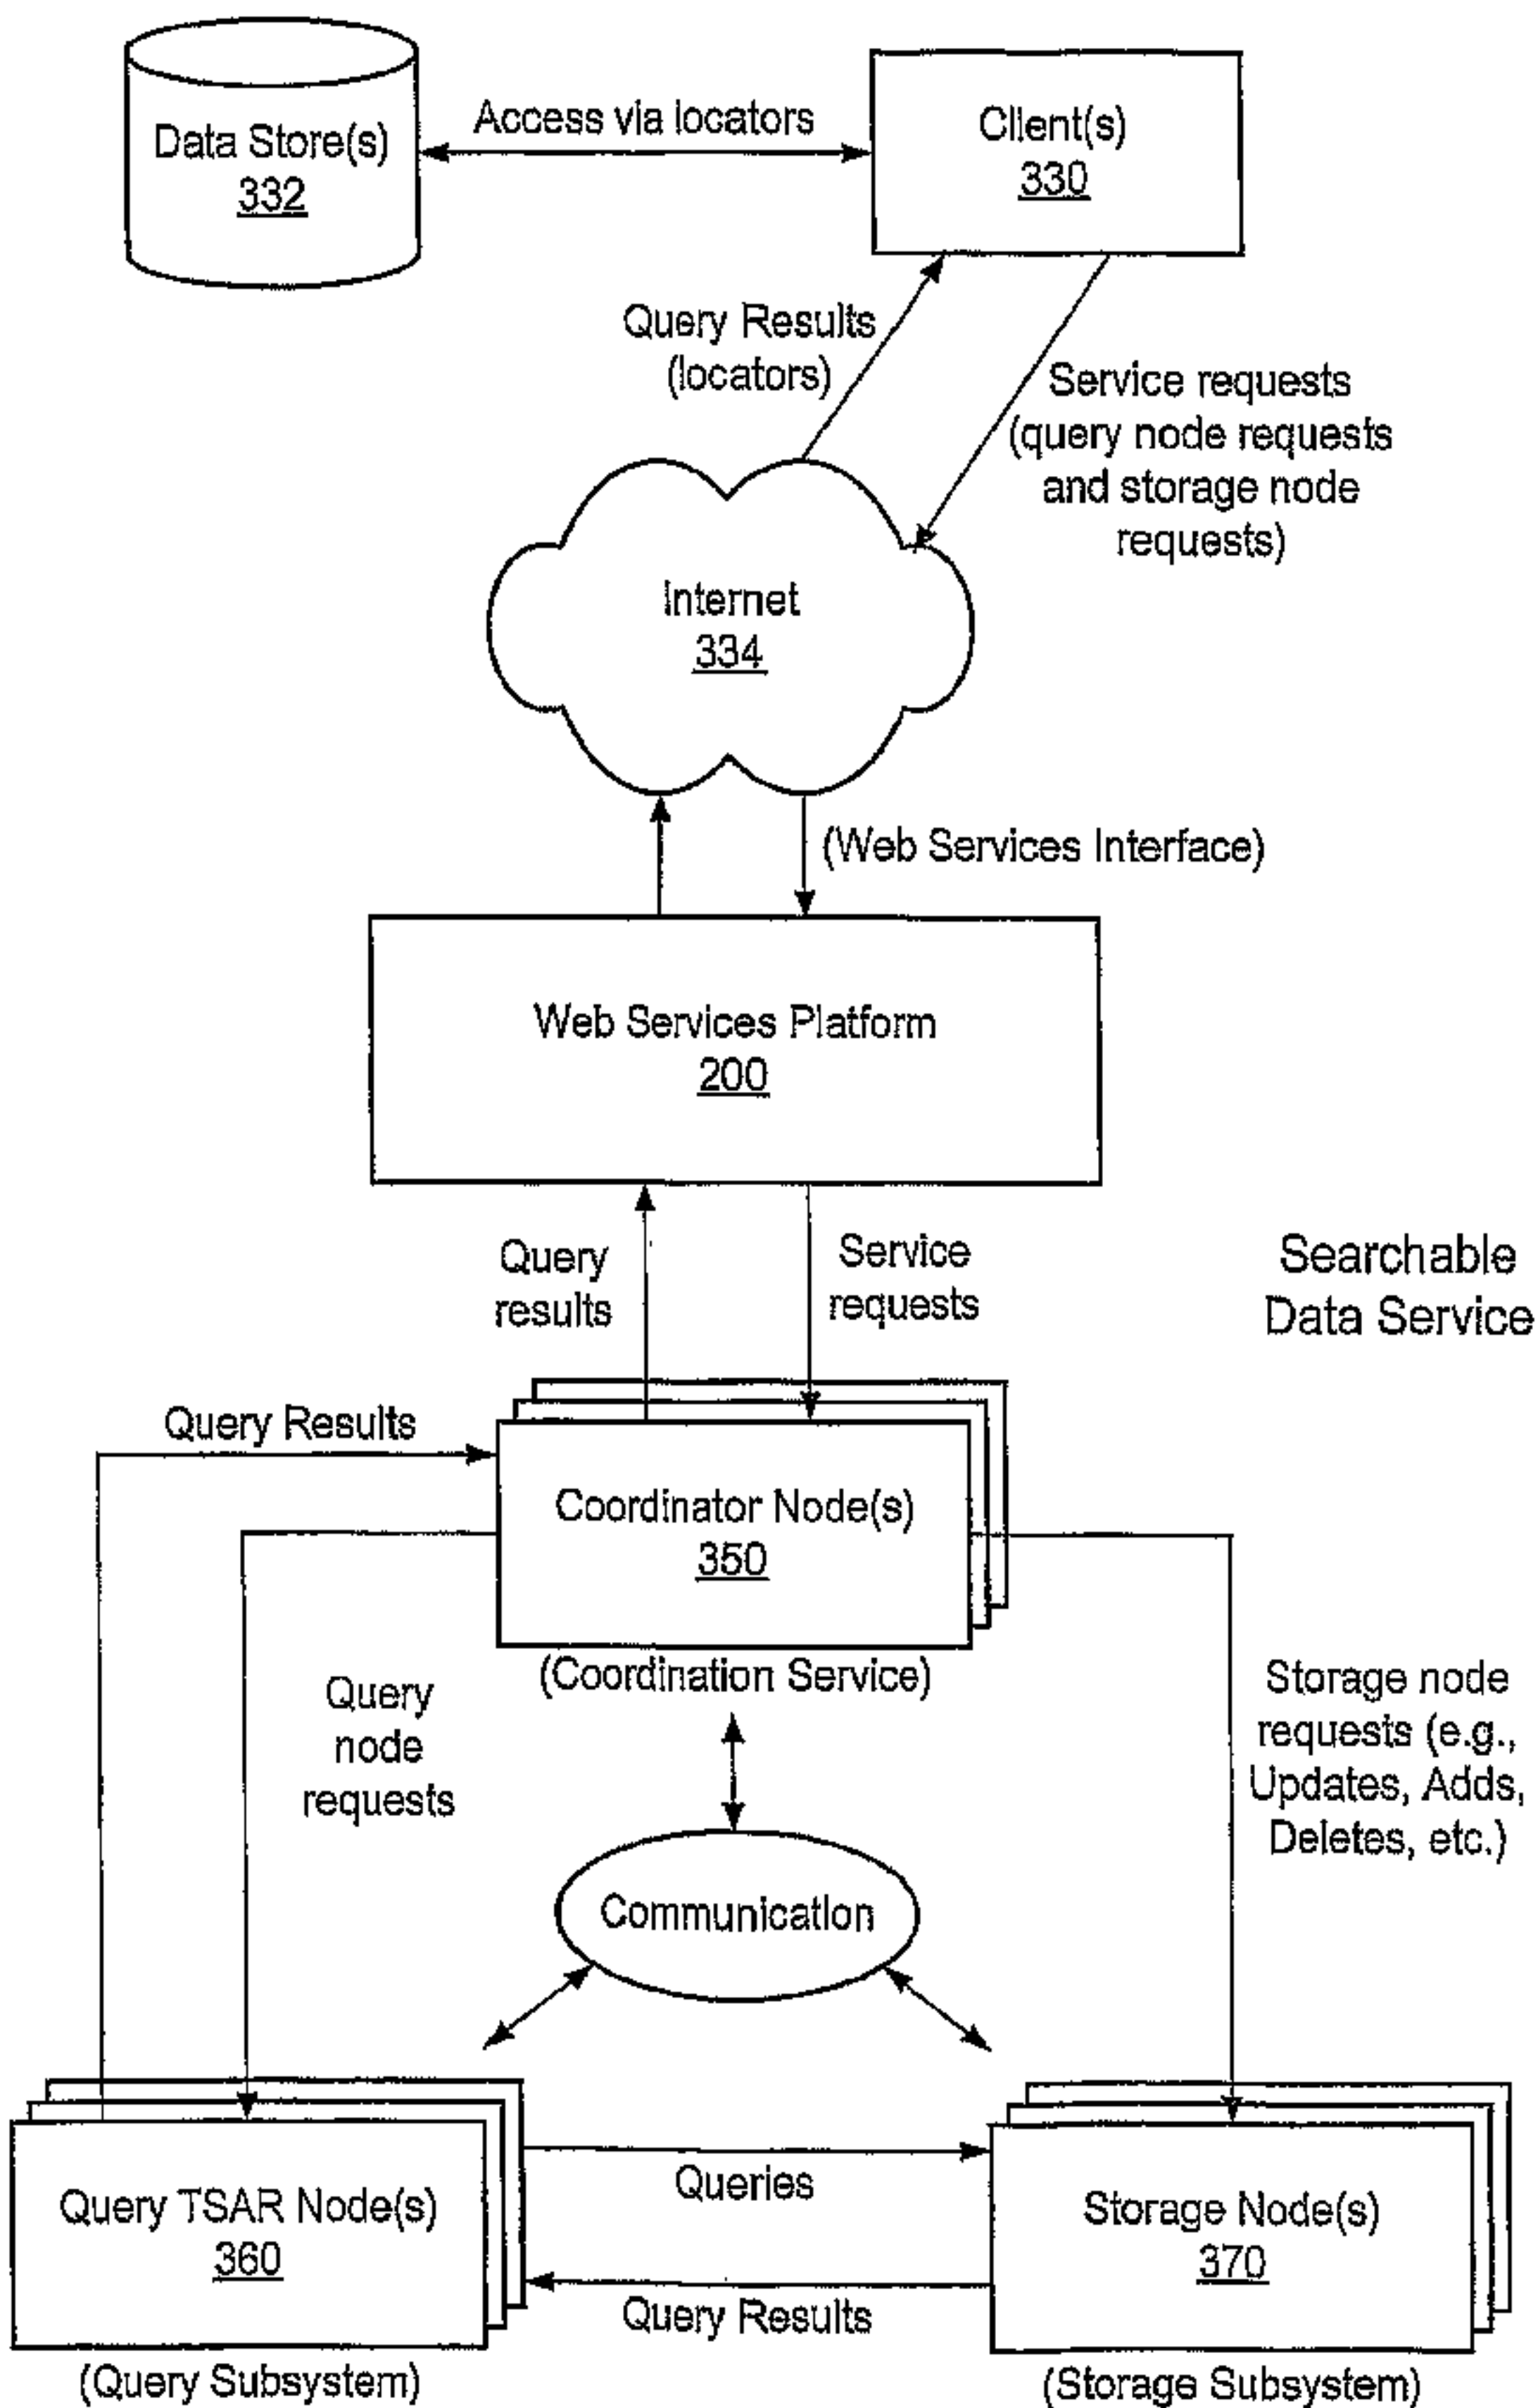 Data Store(s)
332
Access via locators
Client(s)
330
Query Results
(locators)
Service requests
(query node requests
and storage node
requests)
Internet
334
(Web Services Interface)
Web Services Platform
200
Query
results
Service
requests
Searchable
Data Service
Query Results
Coordinator Node(s)
350
(Coordination Service)
Query
node
requests
Storage node
requests (e.g.,
Updates, Adds,
Deletes, etc.)
Communication
Query TSAR Node(s)
360
Queries
Storage Node(s)
370
Query Results
(Query Subsystem)
(Storage Subsystem)